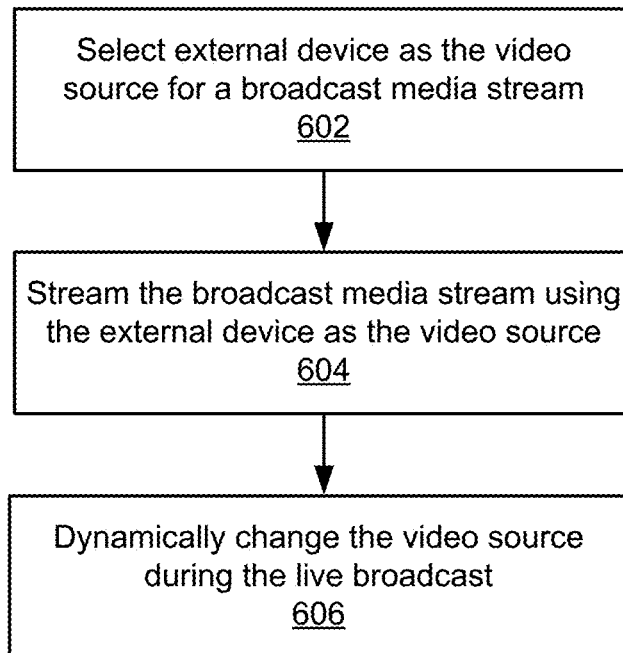 Select external device as the video
source for a broadcast media stream
602
Stream the broadcast media stream using
the external device as the video source
604
Dynamically change the video source
during the live broadcast
606